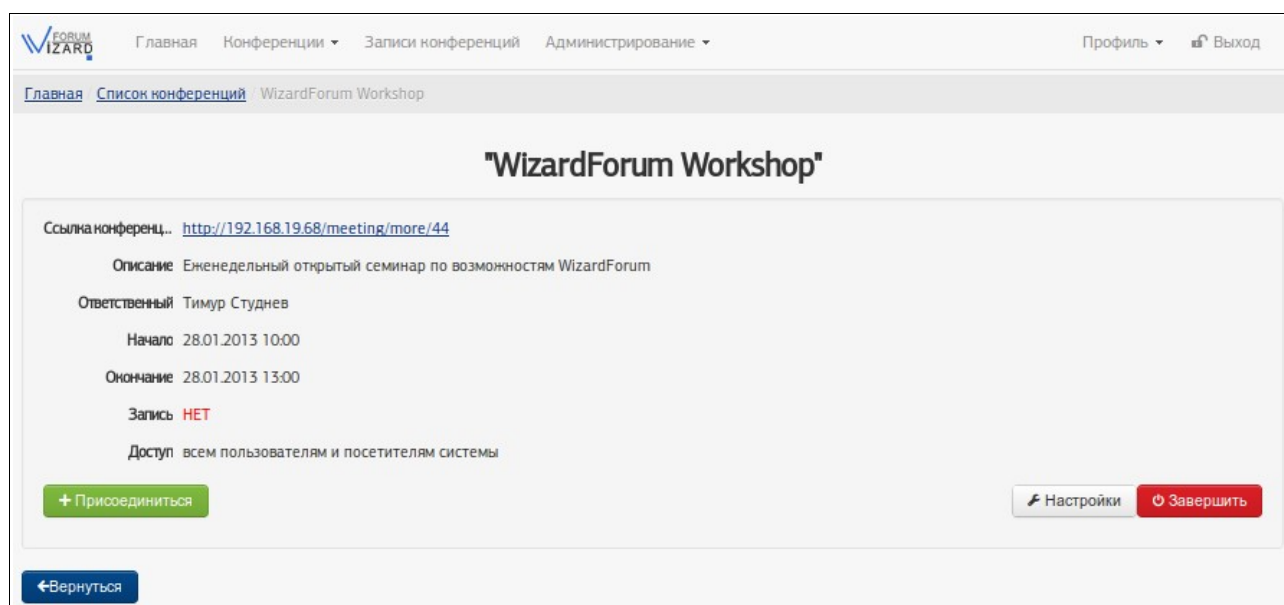 FORUM
WIZARD Главная Конференции Записи конференций Администрирование Профиль Выход
Главная / Список конференций / WizardForum Workshop
"WizardForum Workshop"
Ссылка конференц... http://192.168.19.68/meeting/more/44
Описание Еженедельный открытый семинар по возможностям WizardForum
Ответственный Тимур Студнев
Начало 28.01.2013 10:00
Окончание 28.01.2013 13:00
Запись НЕТ
Доступ всем пользователям и посетителям системы
Присоединиться Настройки Завершить
Вернуться